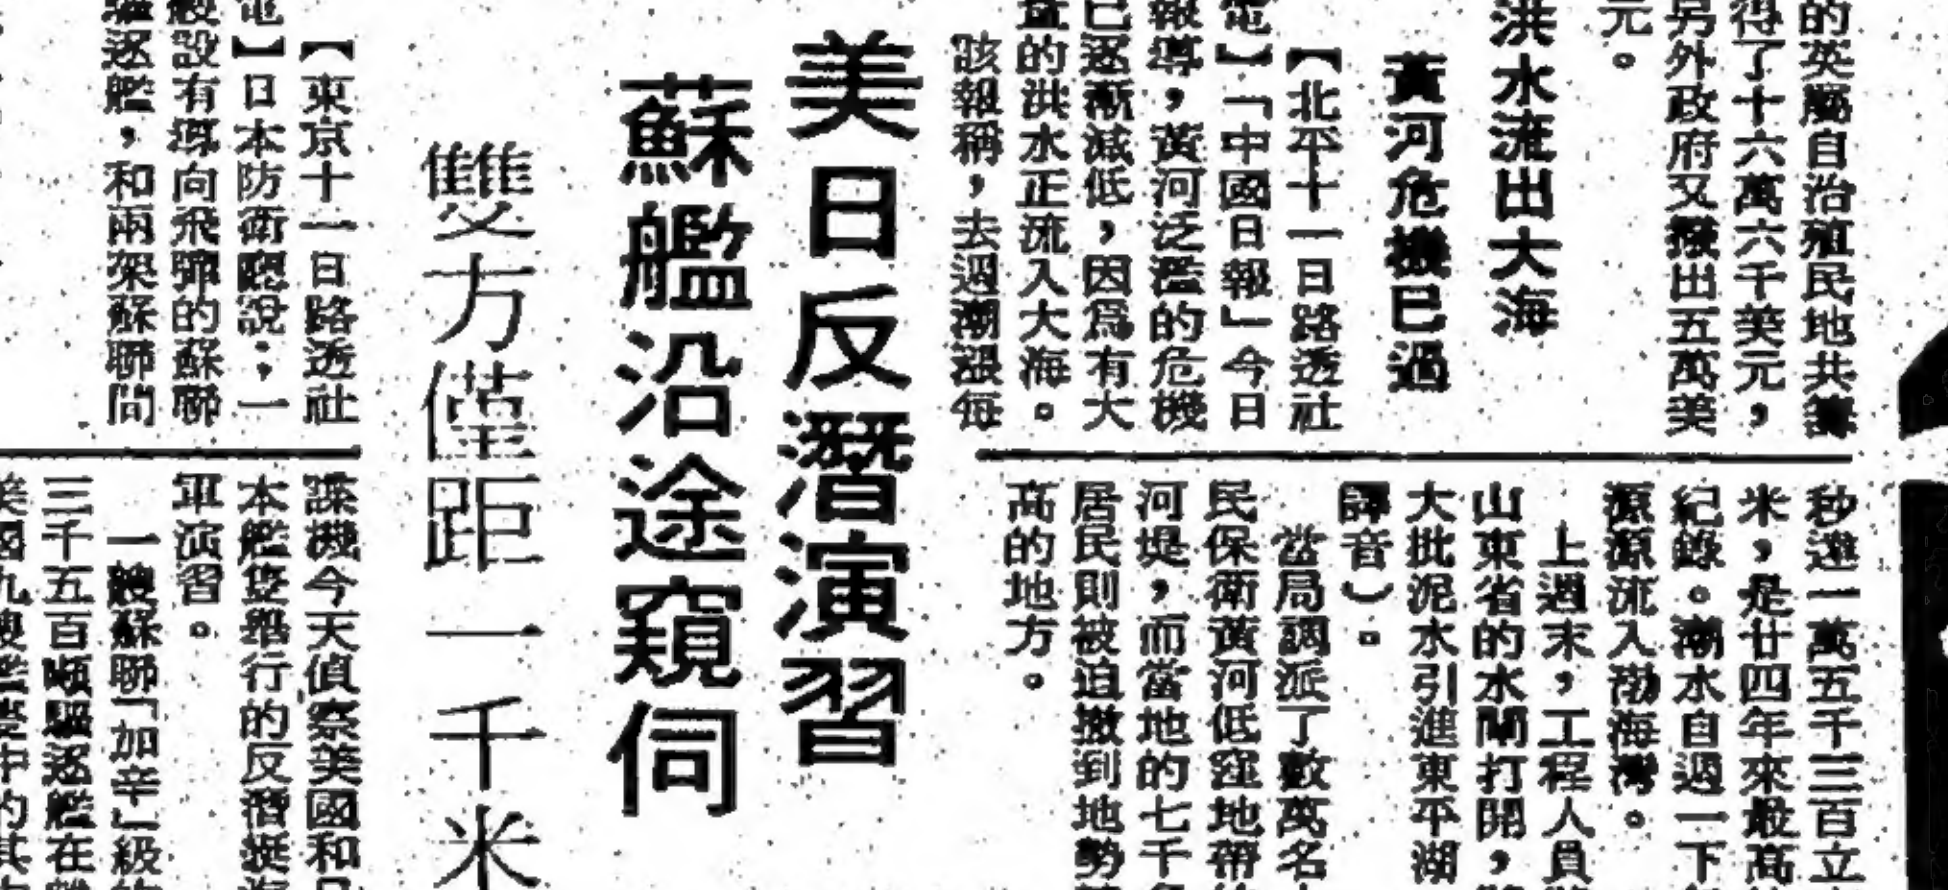 的英屬自治殖民地共籌
得了十六萬六千美元，
另外政府又撥出五萬美
元。
洪水流出大海
黃河危機已過
【北平十一日路透社
電】「中國日報」今日
報導，黃河泛濫的危機
已逐漸減低，因爲有大
量的洪水正流入大海。
該報稱，去週潮漲每
秒達一萬五千三百立
米，是廿四年來最高
紀錄。潮水自週一下
源源流入渤海灣。
上週末，工程人員
山東省的水閘打開，
大批泥水引進東平湖
譯音）。
當局調派了數萬名
民保衛黃河低窪地帶
河堤，而當地的七千
居民則被迫撤到地勢
高的地方。
美日反潛演習
蘇艦沿途窺伺
雙方僅距一千米
【東京十一日路透社
電】日本防衛廳說：一
艘設有導向飛彈的蘇聯
驅逐艦，和兩架蘇聯間
諜機今天偵察美國和日
本艦隻舉行的反潛艇海
軍演習。
一艘蘇聯「加辛」級的
三千五百噸驅逐艦在
美國九艘艦隻中的其